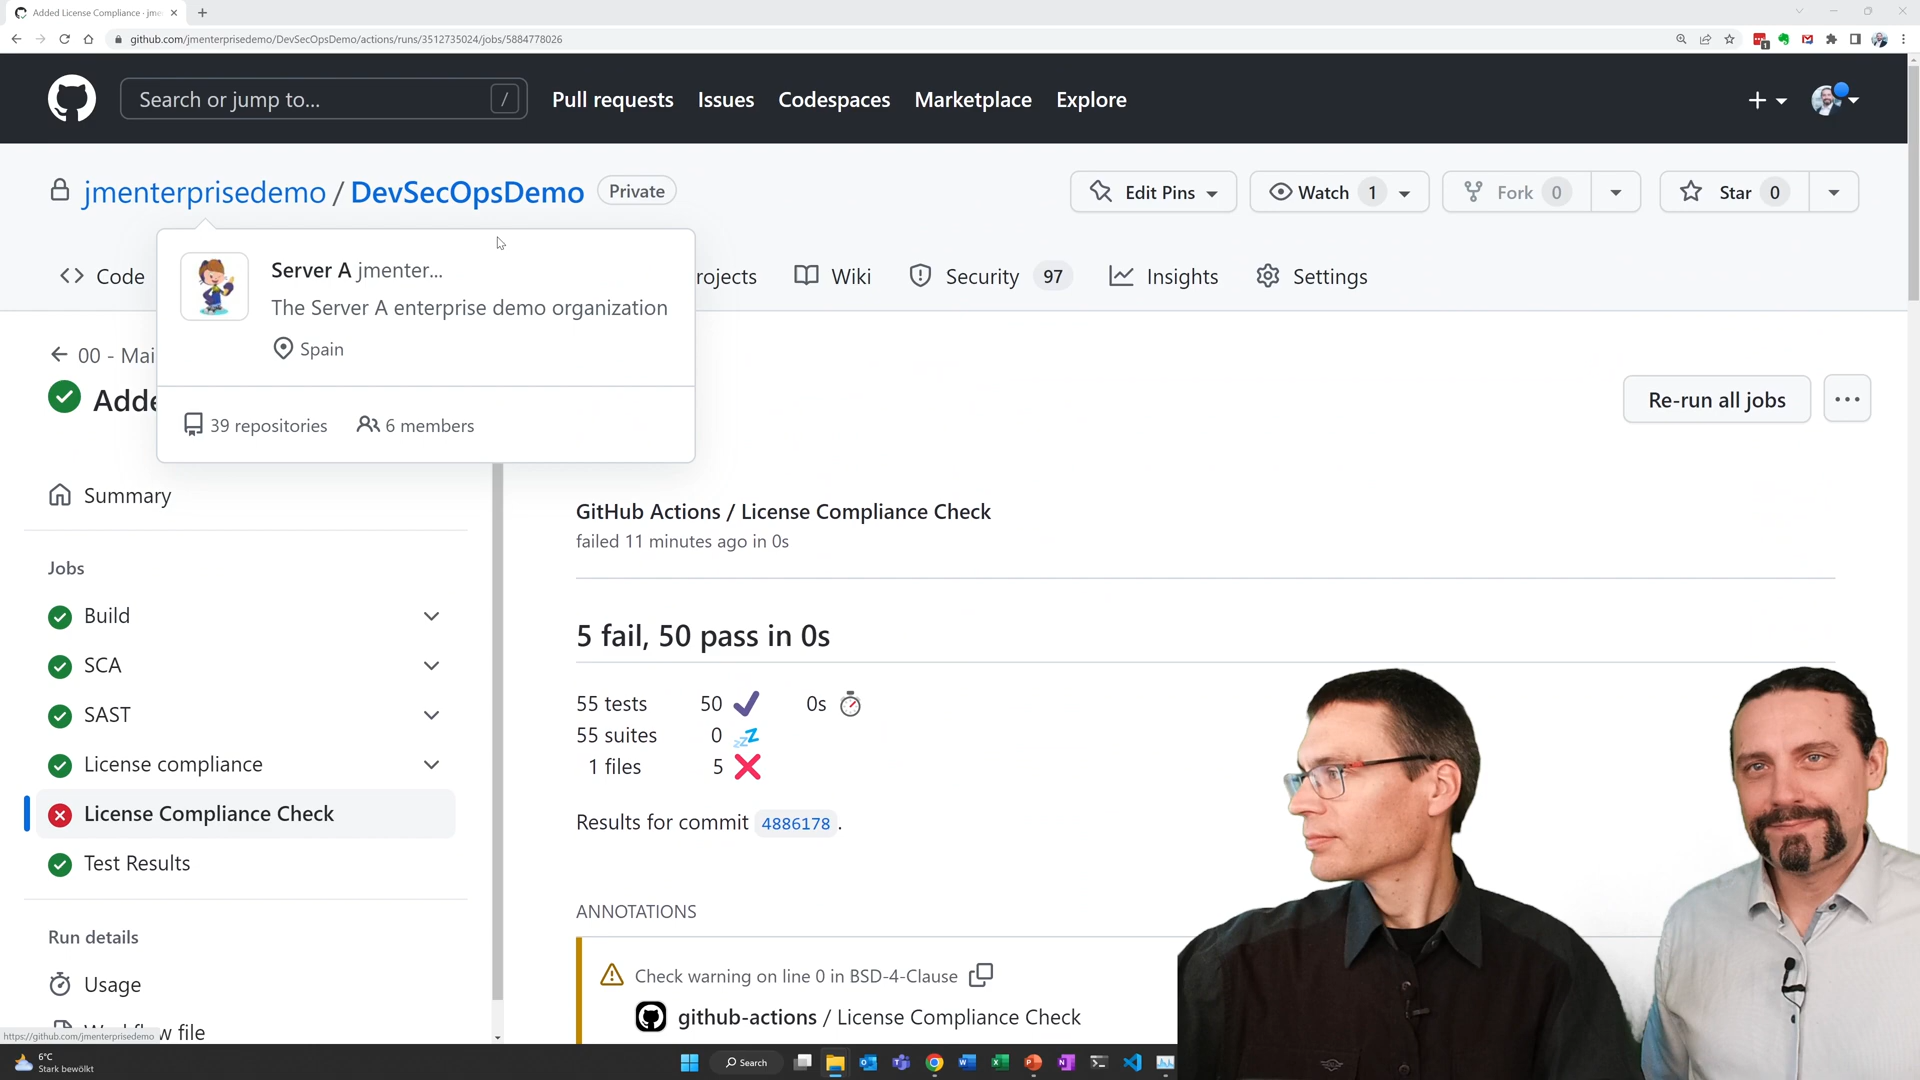 Added License Compliance · jme
github.com/jmenterprisedemo/DevSecOpsDemo/actions/runs/3512735024/jobs/5884778026
Search or jump to... /
Pull requests Issues Codespaces Marketplace Explore
jmenterprisedemo / DevSecOpsDemo Private
Edit Pins Watch 1 Fork 0 Star 0
Code rojects Wiki Security 97 Insights Settings
Server A jmenter...
The Server A enterprise demo organization
Spain
39 repositories 6 members
00 - Mai
Adde
Re-run all jobs
Summary
Jobs
Build
SCA
SAST
License compliance
License Compliance Check
Test Results
Run details
Usage
Workflow file
GitHub Actions / License Compliance Check
failed 11 minutes ago in 0s
5 fail, 50 pass in 0s
55 tests 50 0s
55 suites 0
1 files 5
Results for commit 4886178 .
ANNOTATIONS
Check warning on line 0 in BSD-4-Clause
github-actions / License Compliance Check
https://github.com/jmenterprisedemo
6°C
Stark bewölkt
Search